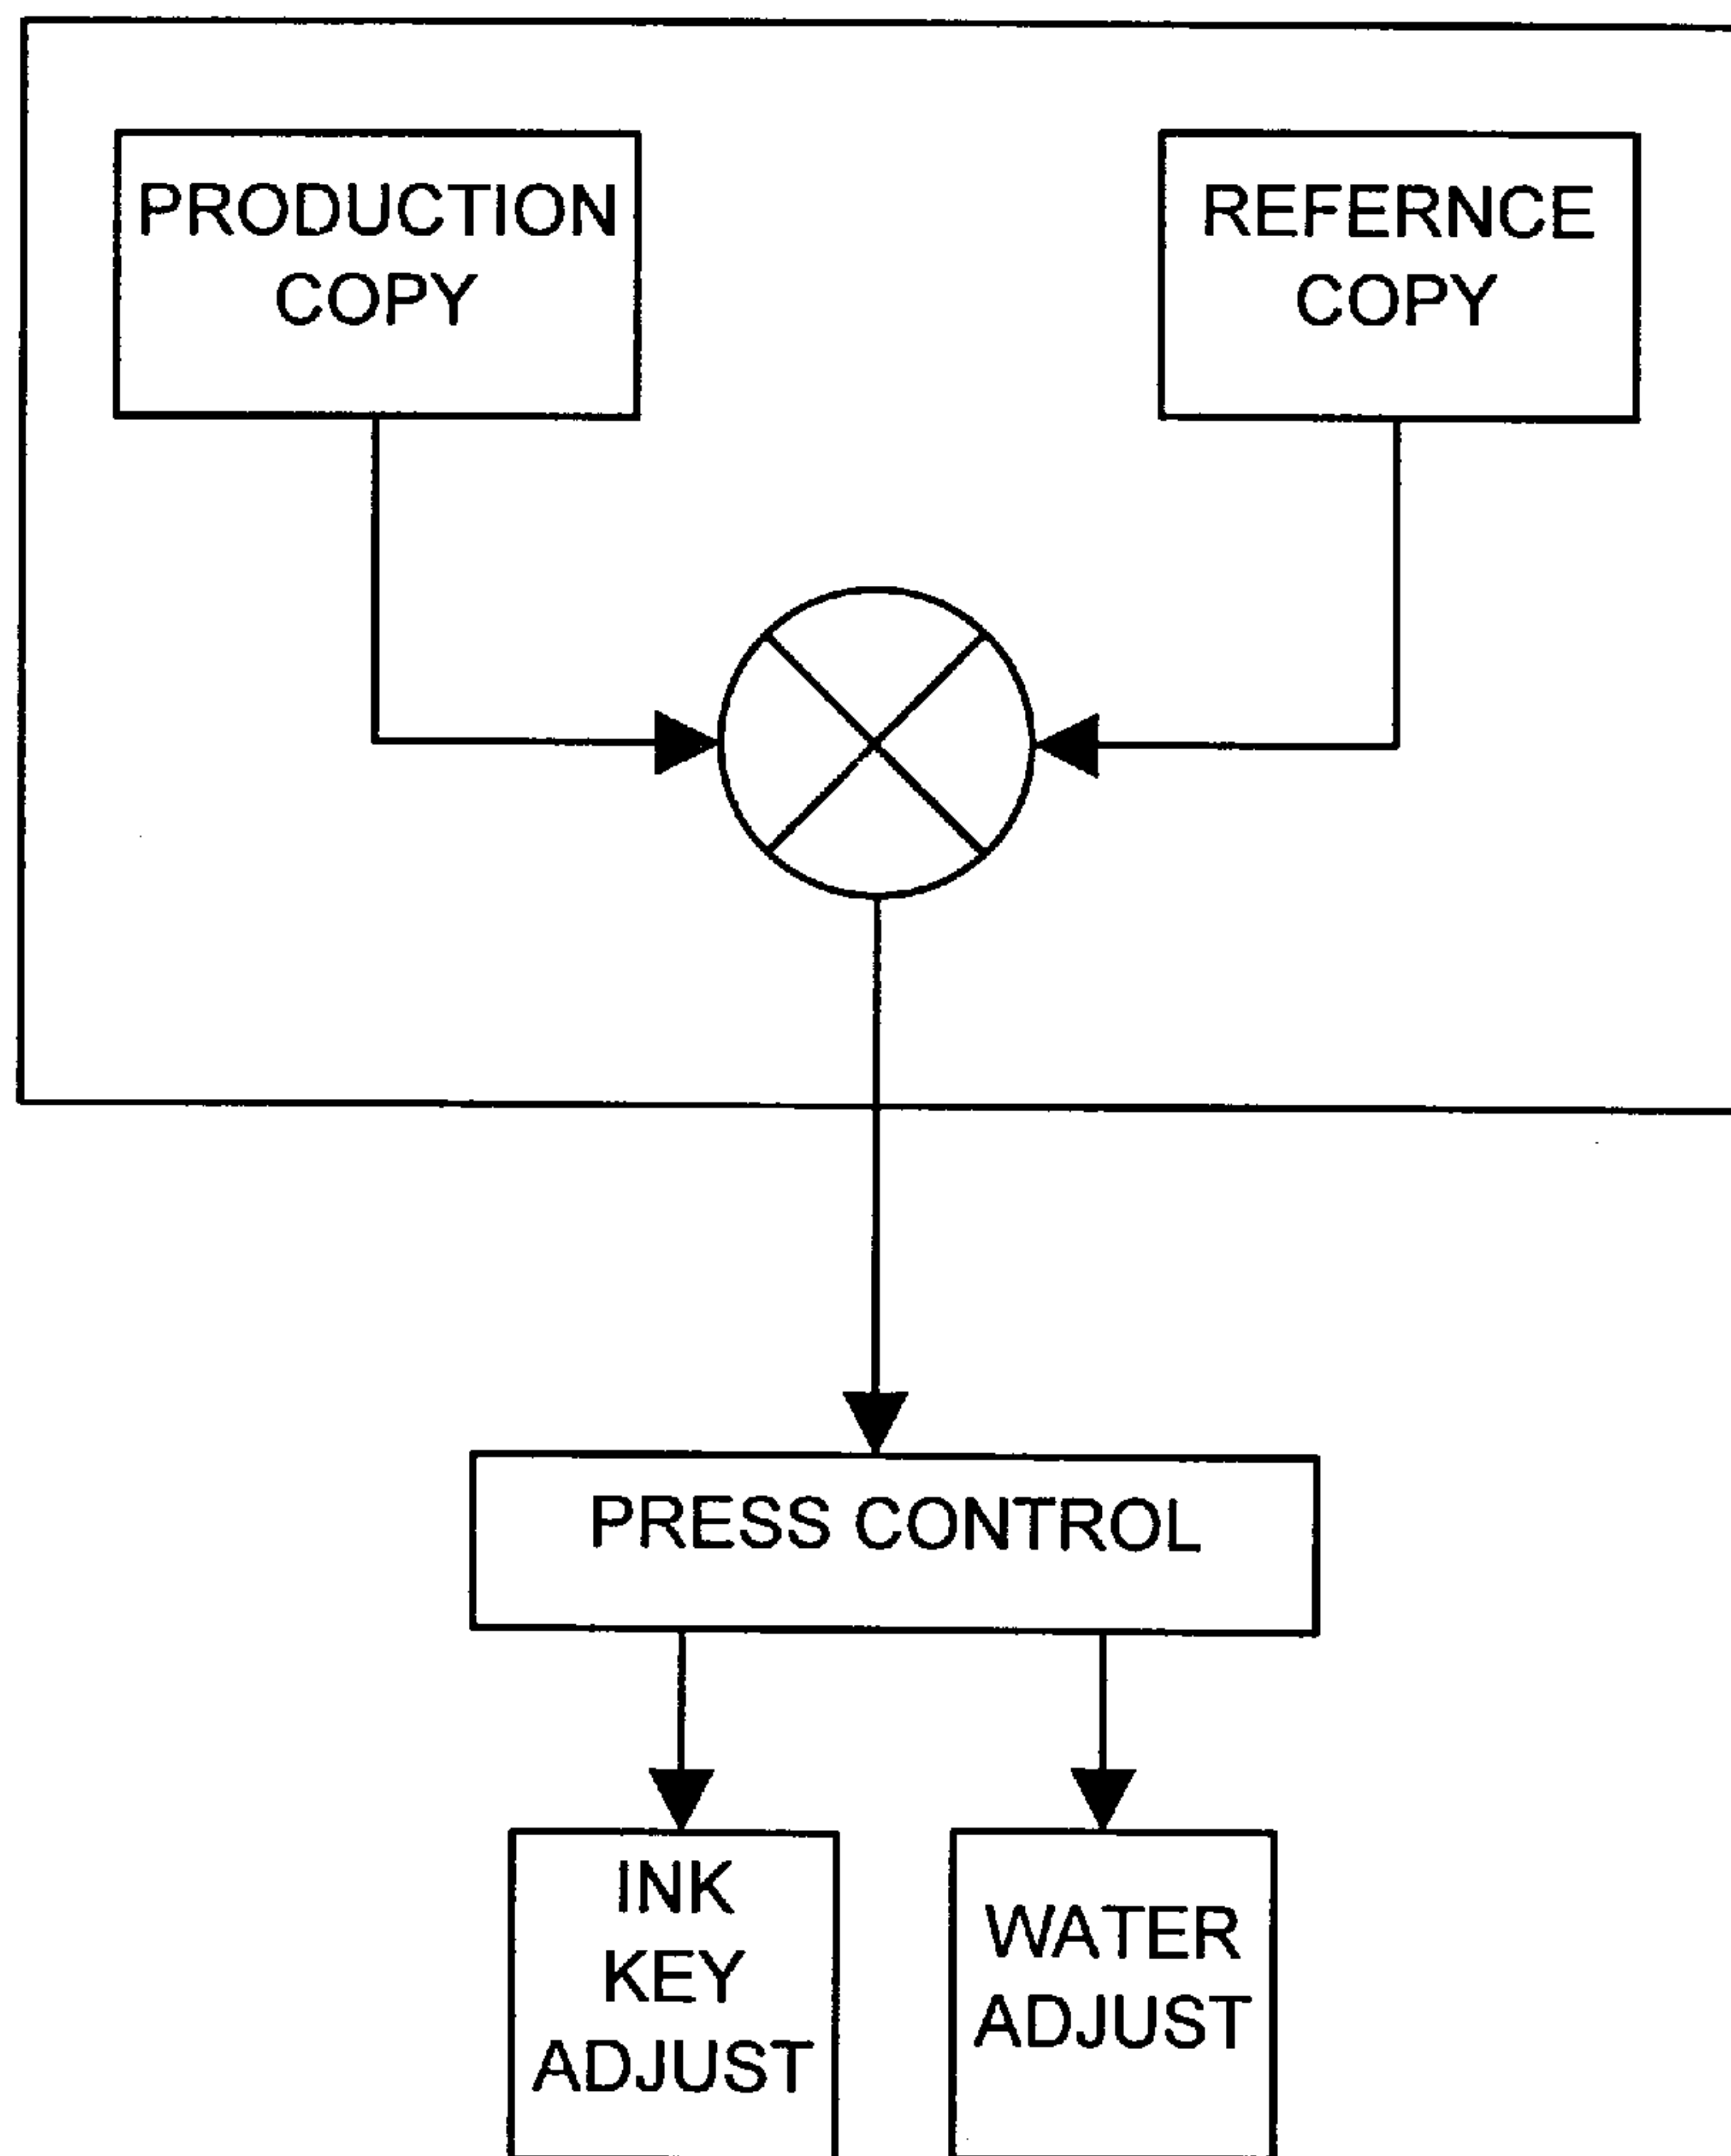 PRODUCTION
COPY
REFERNCE
COPY
PRESS CONTROL
INK
KEY
ADJUST
WATER
ADJUST